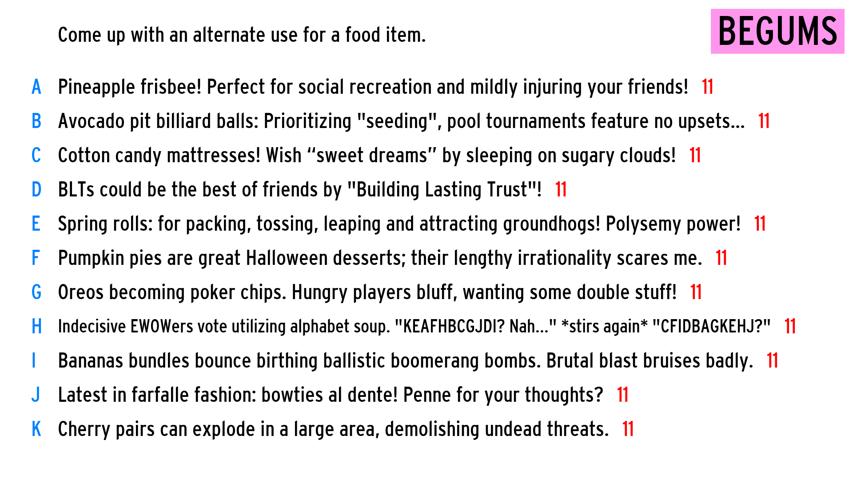 Come up with an alternate use for a food item.
BEGUMS
A Pineapple frisbee! Perfect for social recreation and mildly injuring your friends! 11
B Avocado pit billiard balls: Prioritizing "seeding", pool tournaments feature no upsets... 11
C Cotton candy mattresses! Wish “sweet dreams” by sleeping on sugary clouds! 11
D BLTs could be the best of friends by "Building Lasting Trust"! 11
E Spring rolls: for packing, tossing, leaping and attracting groundhogs! Polysemy power! 11
F Pumpkin pies are great Halloween desserts; their lengthy irrationality scares me. 11
G Oreos becoming poker chips. Hungry players bluff, wanting some double stuff! 11
H Indecisive EWOWers vote utilizing alphabet soup. "KEAFHBCGJDI? Nah..." *stirs again* "CFIDBAGKEHJ?" 11
I Bananas bundles bounce birthing ballistic boomerang bombs. Brutal blast bruises badly. 11
J Latest in farfalle fashion: bowties al dente! Penne for your thoughts? 11
K Cherry pairs can explode in a large area, demolishing undead threats. 11